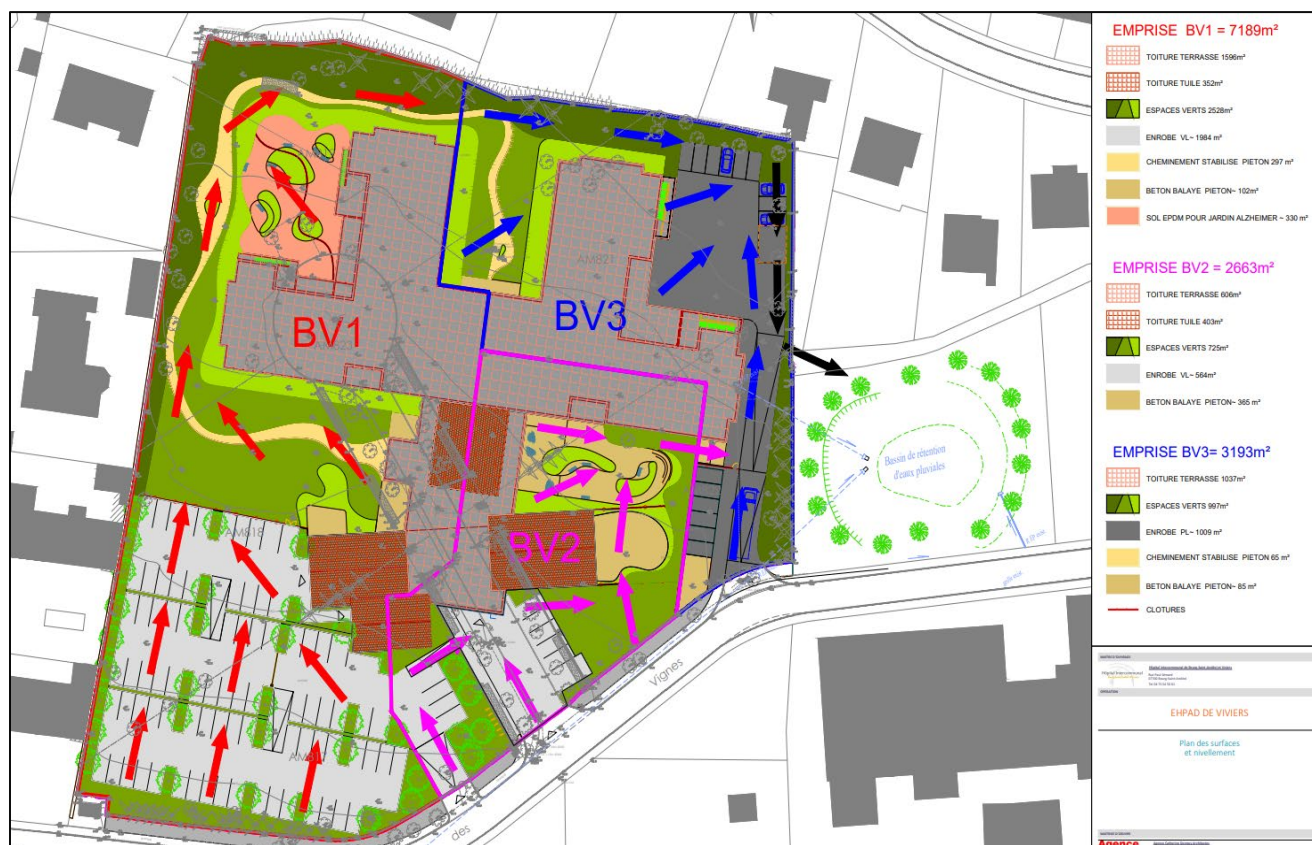 EMPRISE BV1 = 7189m²
TOITURE TERRASSE 1596m²
TOITURE TUILE 352m²
ESPACES VERTS 2528m²
ENROBE VL~ 1984 m²
CHEMINEMENT STABILISE PIETON 297 m²
BETON BALAYE PIETON~ 102m²
SOL EPDM POUR JARDIN ALZHEIMER ~ 330 m²
EMPRISE BV2 = 2663m²
TOITURE TERRASSE 606m²
TOITURE TUILE 403m²
ESPACES VERTS 725m²
ENROBE VL~ 564m²
BETON BALAYE PIETON~ 365 m²
EMPRISE BV3= 3193m²
TOITURE TERRASSE 1037m²
ESPACES VERTS 997m²
ENROBE PL~ 1009 m²
CHEMINEMENT STABILISE PIETON 65 m²
BETON BALAYE PIETON~ 85 m²
CLOTURES
EHPAD DE VIVIERS
Plan des surfaces
et nivellement
Agence
BV1
BV3
BV2
AM821
AM818
Bassin de rétention
d'eaux pluviales
Vignes
des